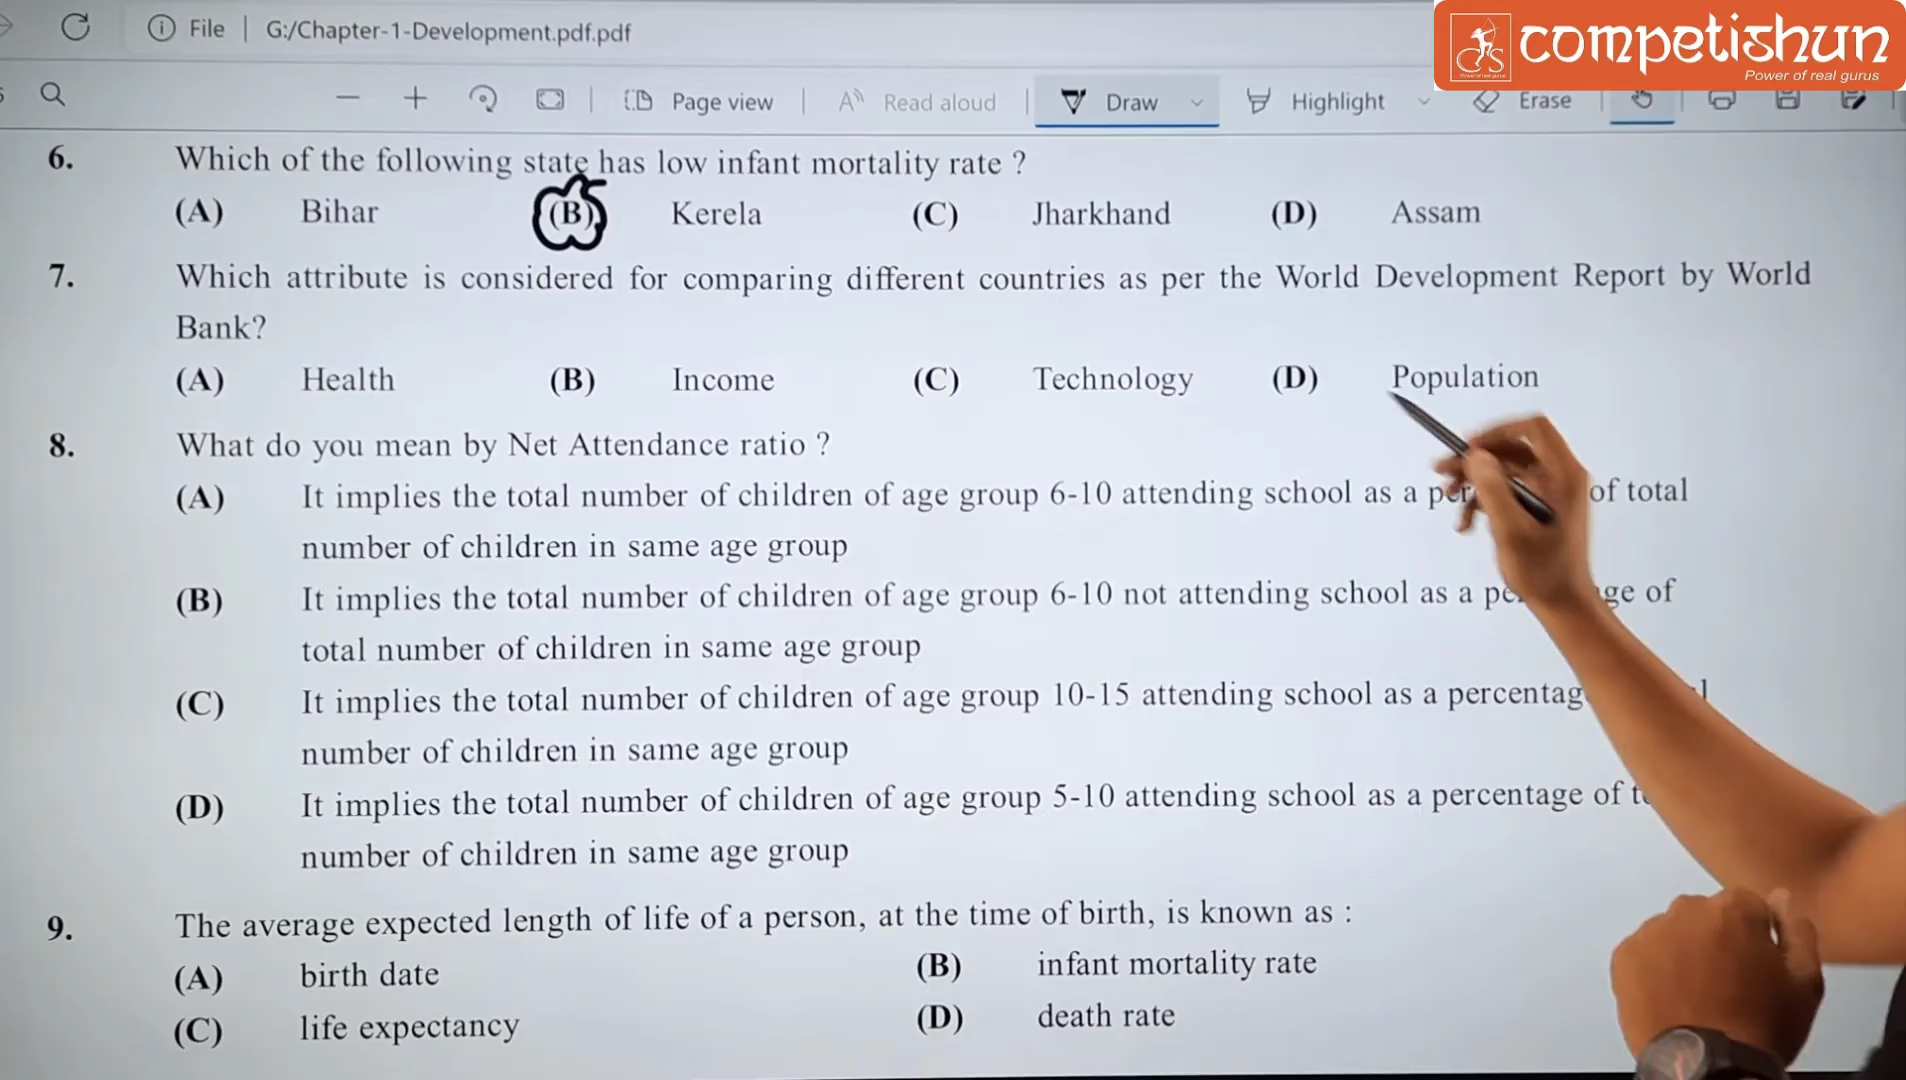 File | G:/Chapter-1-Development.pdf.pdf
competishun
Power of real gurus
Page view | Read aloud | Draw Highlight Erase
6. Which of the following state has low infant mortality rate ?
(A) Bihar (B) Kerela (C) Jharkhand (D) Assam
7. Which attribute is considered for comparing different countries as per the World Development Report by World
Bank?
(A) Health (B) Income (C) Technology (D) Population
8. What do you mean by Net Attendance ratio ?
(A) It implies the total number of children of age group 6-10 attending school as a of total
number of children in same age group
(B) It implies the total number of children of age group 6-10 not attending school as a of
total number of children in same age group
(C) It implies the total number of children of age group 10-15 attending school as a
number of children in same age group
(D) It implies the total number of children of age group 5-10 attending school as a percentage of
number of children in same age group
9. The average expected length of life of a person, at the time of birth, is known as :
(A) birth date (B) infant mortality rate
(C) life expectancy (D) death rate